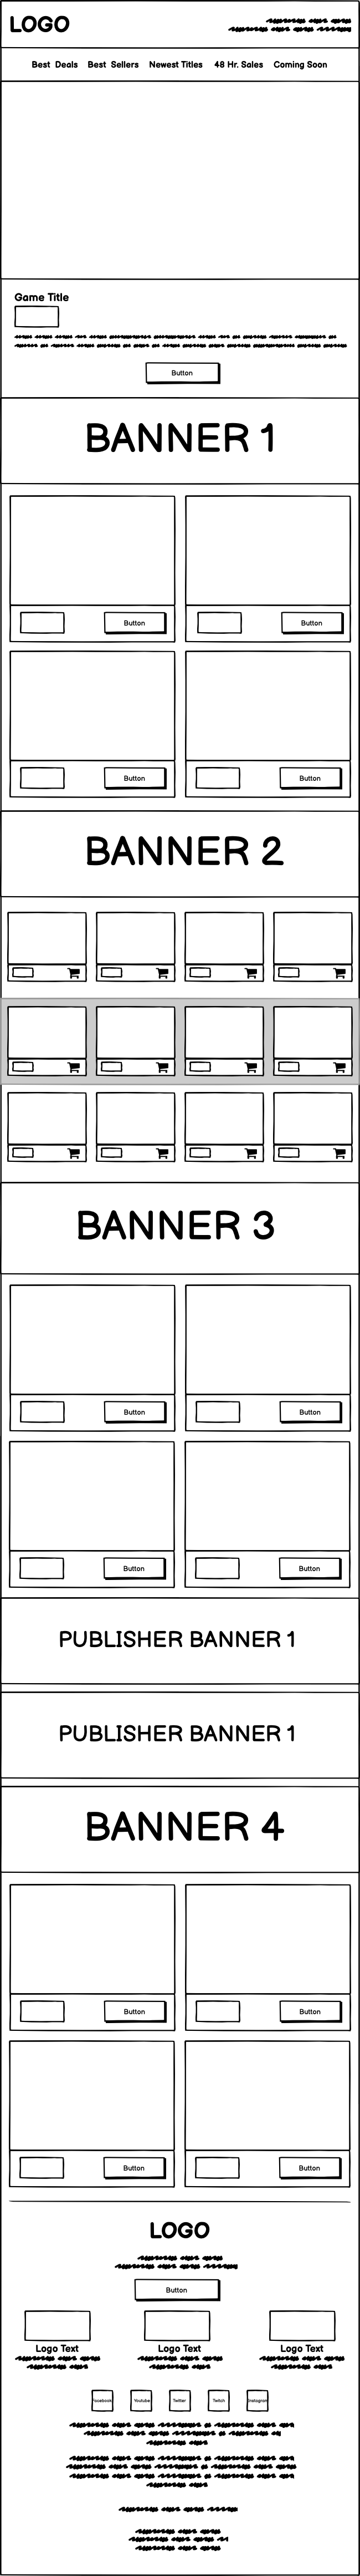 LOGO
Best Deals Best Sellers Newest Titles 48 Hr. Sales Coming Soon
Game Title
Button
BANNER 1
Button Button
Button Button
BANNER 2
BANNER 3
Button Button
Button Button
PUBLISHER BANNER 1
PUBLISHER BANNER 1
BANNER 4
Button Button
Button Button
LOGO
Button
Logo Text Logo Text Logo Text
Facebook Youtube Twitter Twitch Instagram